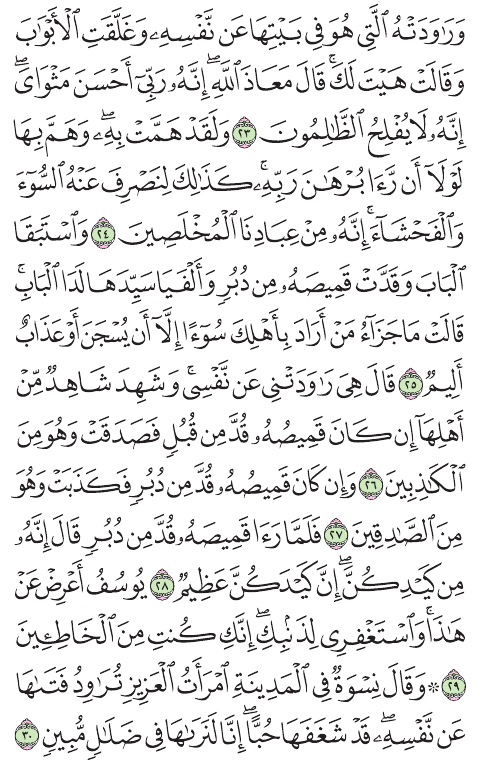 وَرَٰوَدَتْهُ ٱلَّتِى هُوَ فِى بَيْتِهَا عَن نَّفْسِهِۦ وَغَلَّقَتِ ٱلْأَبْوَٰبَ
وَقَالَتْ هَيْتَ لَكَ ۚ قَالَ مَعَاذَ ٱللَّهِ ۖ إِنَّهُۥ رَبِّىٓ أَحْسَنَ مَثْوَاىَ ۖ
إِنَّهُۥ لَا يُفْلِحُ ٱلظَّٰلِمُونَ ٢٣ وَلَقَدْ هَمَّتْ بِهِۦ ۖ وَهَمَّ بِهَا
لَوْلَآ أَن رَّءَا بُرْهَٰنَ رَبِّهِۦ ۚ كَذَٰلِكَ لِنَصْرِفَ عَنْهُ ٱلسُّوٓءَ
وَٱلْفَحْشَآءَ ۚ إِنَّهُۥ مِنْ عِبَادِنَا ٱلْمُخْلَصِينَ ٢٤ وَٱسْتَبَقَا
ٱلْبَابَ وَقَدَّتْ قَمِيصَهُۥ مِن دُبُرٍ وَأَلْفَيَا سَيِّدَهَا لَدَا ٱلْبَابِ ۚ
قَالَتْ مَا جَزَآءُ مَنْ أَرَادَ بِأَهْلِكَ سُوٓءًا إِلَّآ أَن يُسْجَنَ أَوْ عَذَابٌ
أَلِيمٌ ٢٥ قَالَ هِىَ رَٰوَدَتْنِى عَن نَّفْسِى ۚ وَشَهِدَ شَاهِدٌ مِّنْ
أَهْلِهَآ إِن كَانَ قَمِيصُهُۥ قُدَّ مِن قُبُلٍ فَصَدَقَتْ وَهُوَ مِنَ
ٱلْكَٰذِبِينَ ٢٦ وَإِن كَانَ قَمِيصُهُۥ قُدَّ مِن دُبُرٍ فَكَذَبَتْ وَهُوَ
مِنَ ٱلصَّٰدِقِينَ ٢٧ فَلَمَّا رَءَا قَمِيصَهُۥ قُدَّ مِن دُبُرٍ قَالَ إِنَّهُۥ
مِن كَيْدِكُنَّ ۖ إِنَّ كَيْدَكُنَّ عَظِيمٌ ٢٨ يُوسُفُ أَعْرِضْ عَنْ
هَٰذَا ۚ وَٱسْتَغْفِرِى لِذَنۢبِكِ ۖ إِنَّكِ كُنتِ مِنَ ٱلْخَاطِـِٔينَ
٢٩ ۞ وَقَالَ نِسْوَةٌ فِى ٱلْمَدِينَةِ ٱمْرَأَتُ ٱلْعَزِيزِ تُرَٰوِدُ فَتَىٰهَا
عَن نَّفْسِهِۦ ۖ قَدْ شَغَفَهَا حُبًّا ۖ إِنَّا لَنَرَىٰهَا فِى ضَلَٰلٍ مُّبِينٍ ٣٠